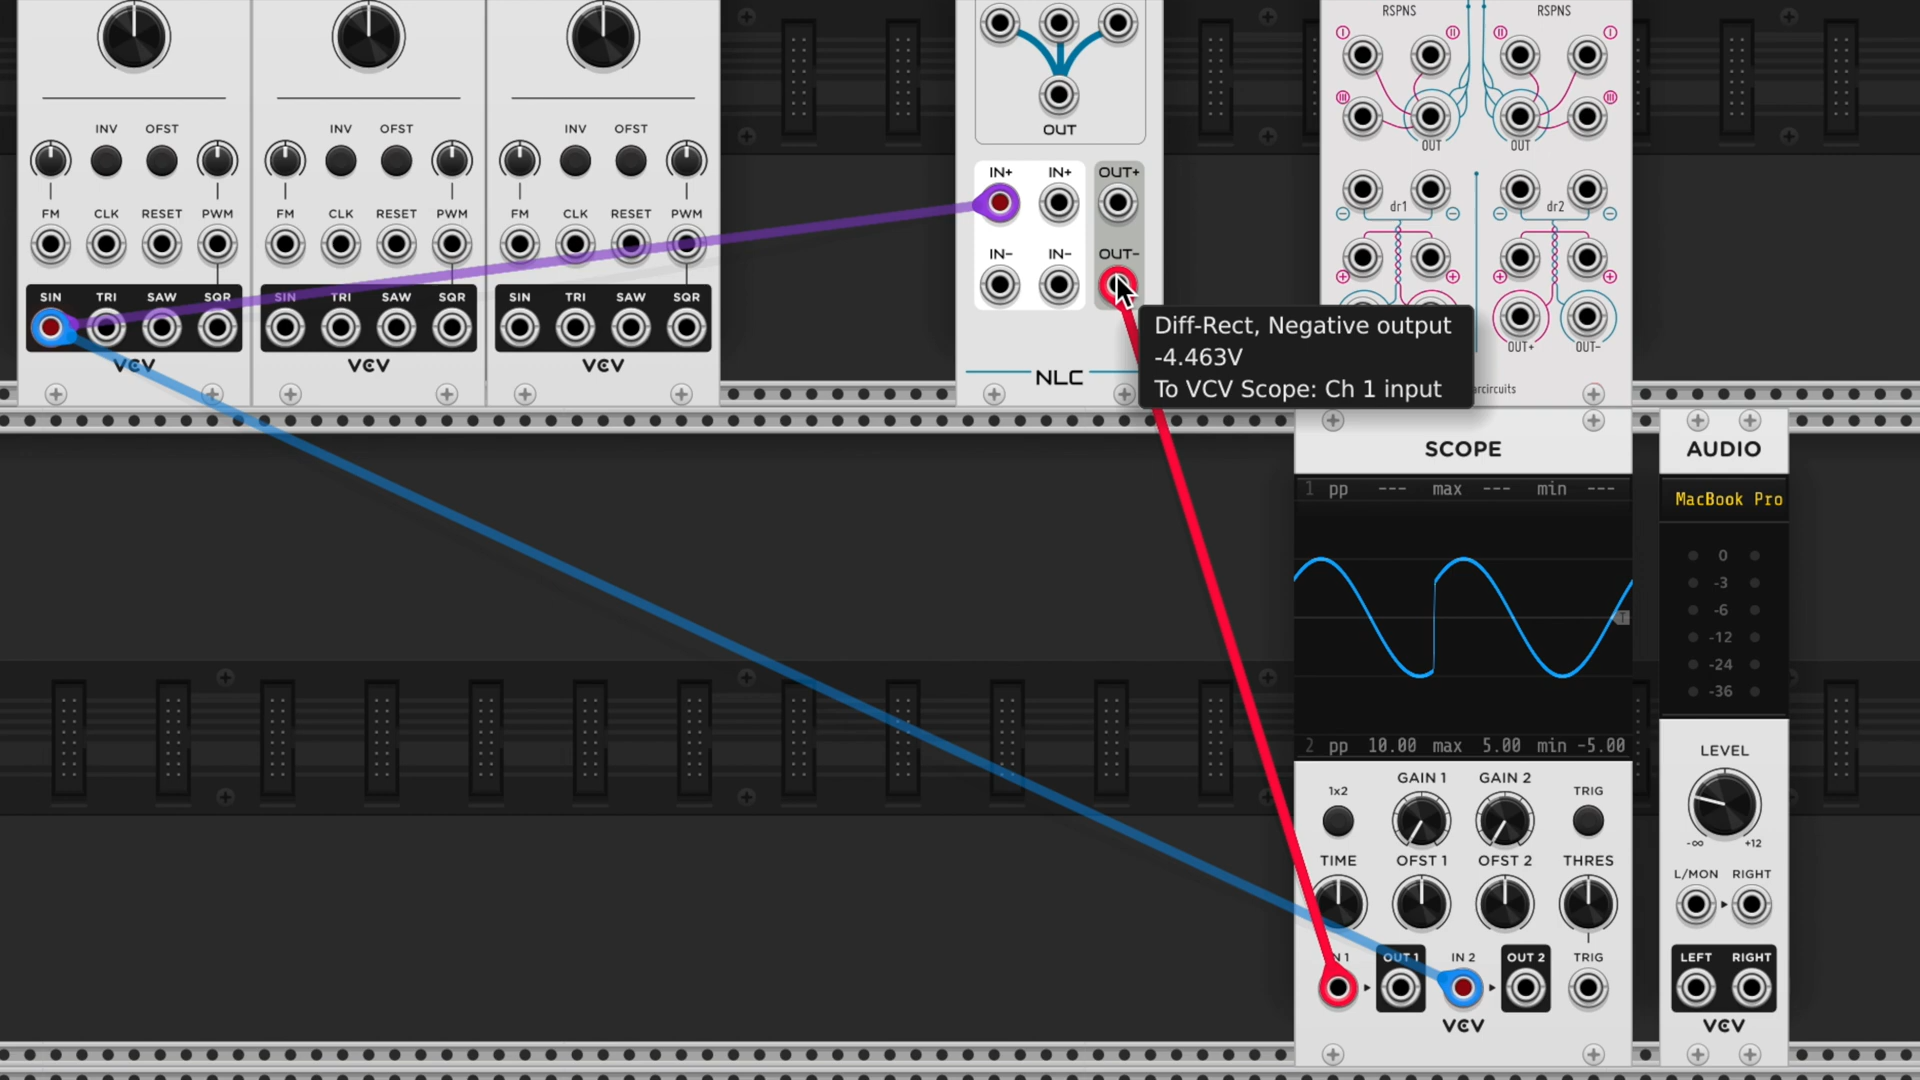 RSPNS RSPNS
I II II I
III III
OUT
OUT OUT
INV OFST INV OFST INV OFST
IN+ IN+ OUT+
FM CLK RESET PWM FM CLK RESET PWM FM CLK RESET PWM
dr1 dr2
IN- IN- OUT-
SIN TRI SAW SQR SIN TRI SAW SQR SIN TRI SAW SQR
Diff-Rect, Negative output
-4.463V
To VCV Scope: Ch 1 input
OUT+ OUT-
VCV VCV VCV
NLC
SCOPE
AUDIO
1 pp --- max --- min ---
MacBook Pro
0
-3
-6
-12
-24
-36
T
2 pp 10.00 max 5.00 min -5.00
LEVEL
-∞ +12
1x2 GAIN 1 GAIN 2 TRIG
TIME OFST 1 OFST 2 THRES
L/MON RIGHT
N 1 OUT 1 IN 2 OUT 2 TRIG
LEFT RIGHT
VCV
VCV